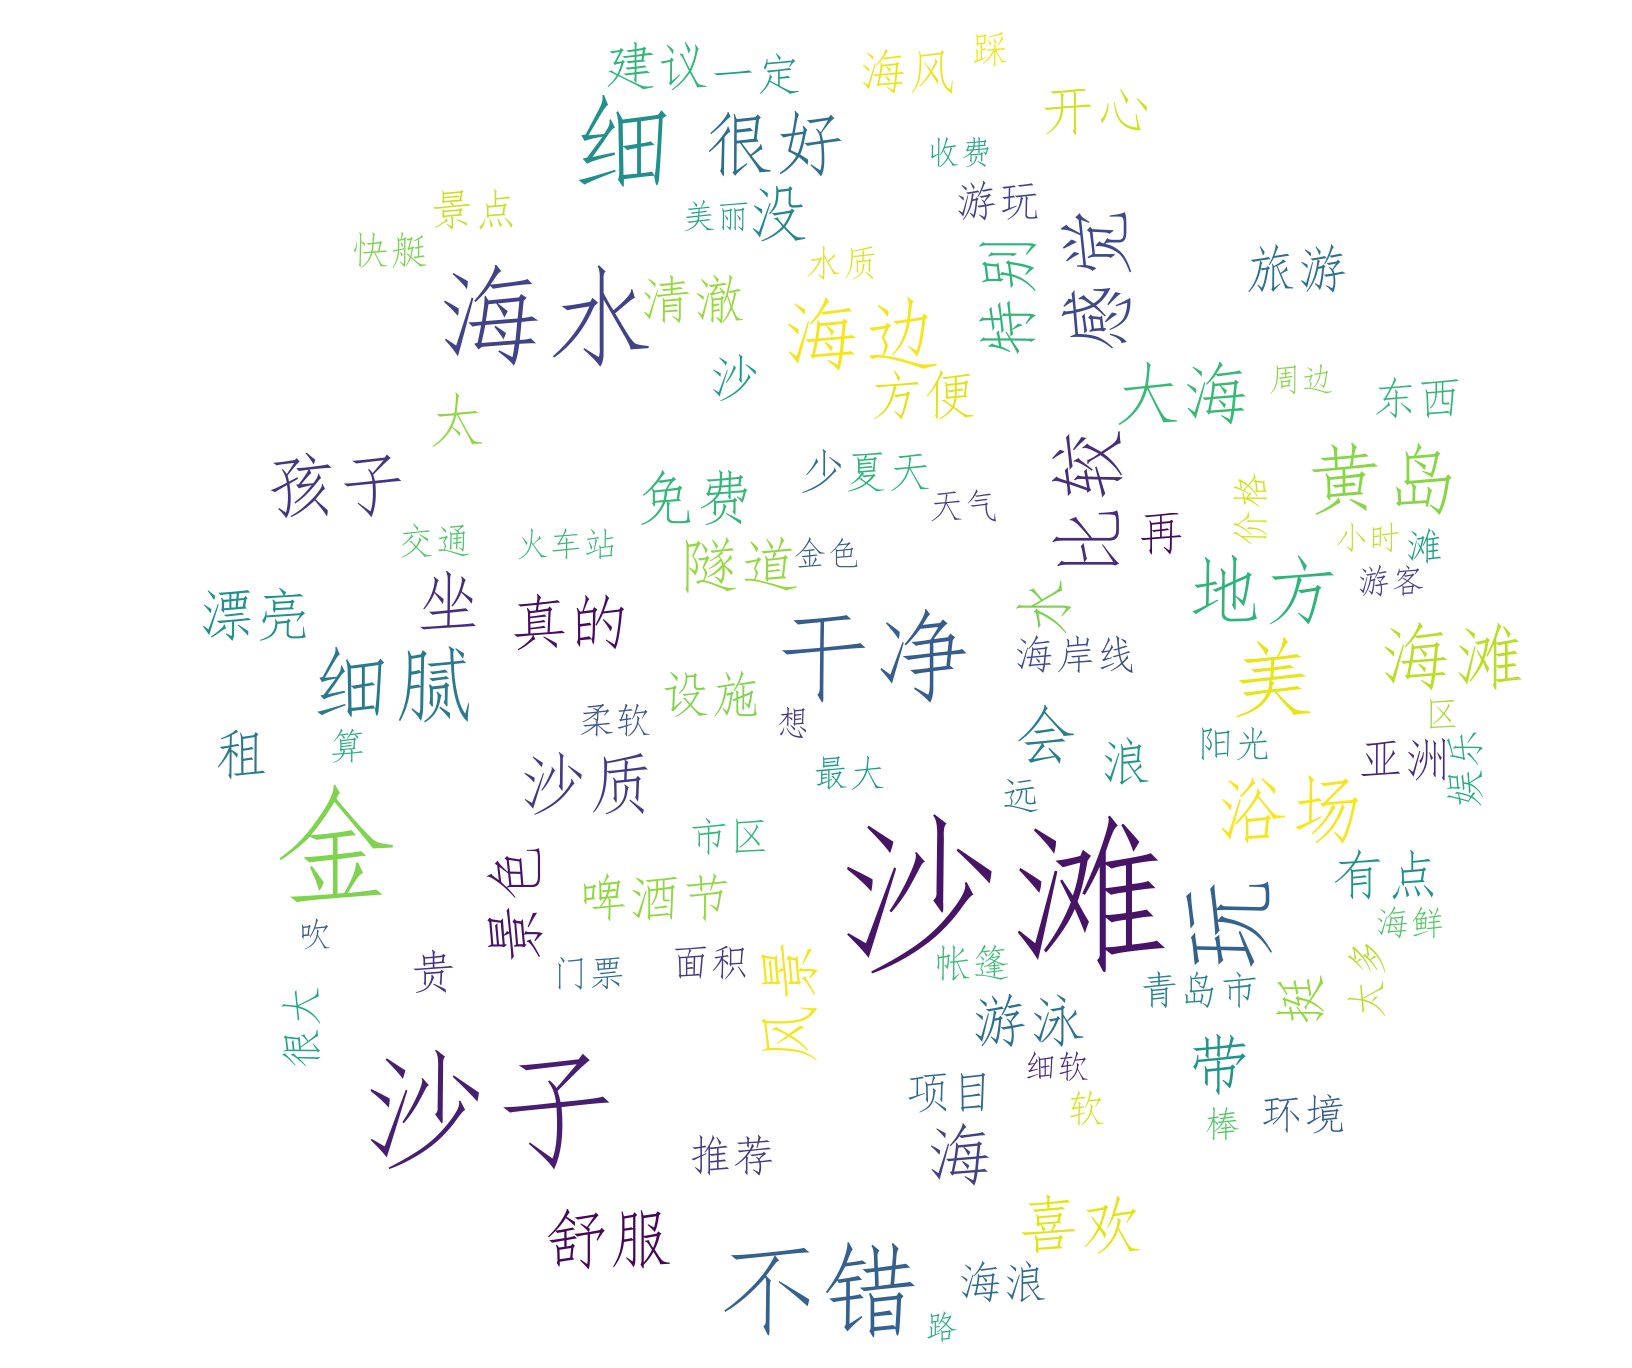 踩
建议 一定 海风
开心
细 很好
收费
景点 美丽 没 游玩
快艇 水质 特别 感觉 旅游
海水 清澈 海边
沙 方便 大海 周边 东西
太
孩子 免费 少 夏天 天气 比较 再 价格 黄岛
交通 火车站 隧道 金色 小时 滩
漂亮 坐 真的 水 地方 游客
细腻 干净 海岸线 美 海滩
柔软 设施 想 会 区
租 算 沙质 最大 远 浪 阳光 亚洲 娱乐
金 市区 浴场
景色 啤酒节 沙滩 玩 有点
吹 海鲜
贵 门票 面积 风景 帐篷 青岛市 挺 太多
很大 游泳
沙子 细软 带
项目 软 棒 环境
推荐 海
舒服 喜欢
不错 海浪
路